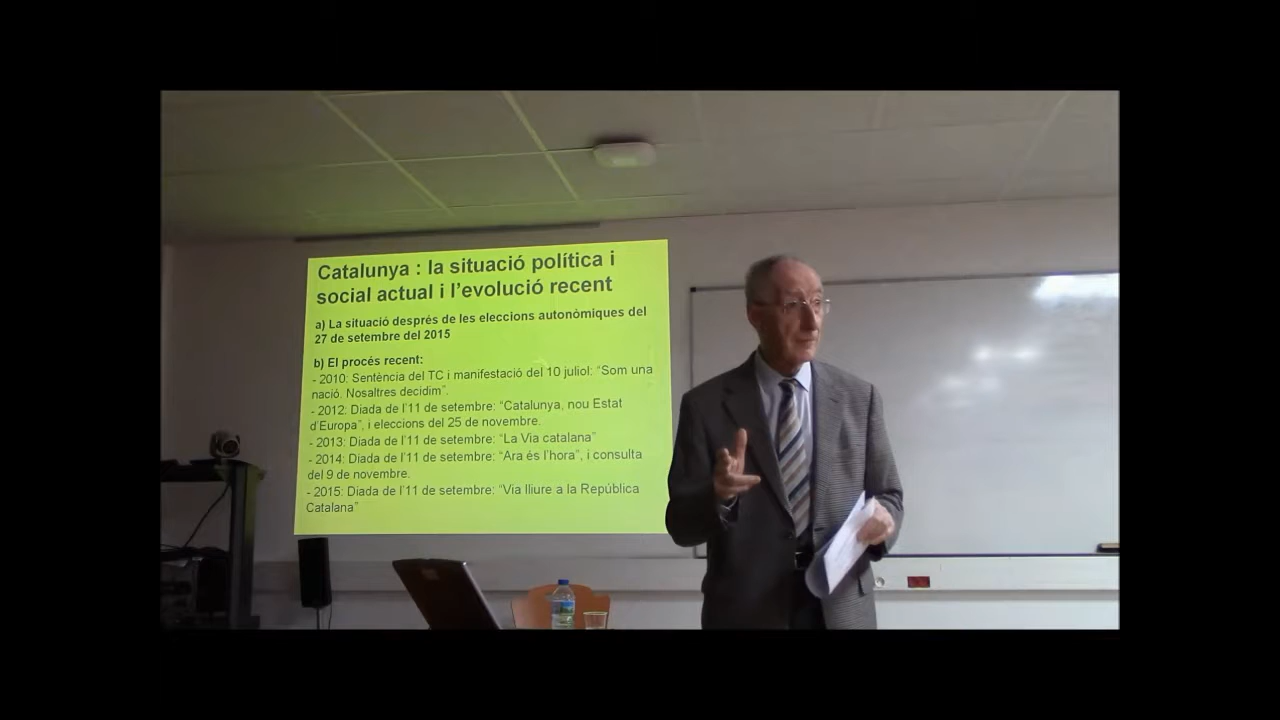 Catalunya : la situació política i
social actual i l’evolució recent
a) La situació després de les eleccions autonòmiques del
27 de setembre del 2015
b) El procés recent:
- 2010: Sentència del TC i manifestació del 10 juliol: “Som una
nació. Nosaltres decidim”.
- 2012: Diada de l’11 de setembre: “Catalunya, nou Estat
d’Europa”, i eleccions del 25 de novembre.
- 2013: Diada de l’11 de setembre: “La Via catalana”
- 2014: Diada de l’11 de setembre: “Ara és l’hora”, i consulta
del 9 de novembre.
- 2015: Diada de l’11 de setembre: “Via lliure a la República
Catalana”